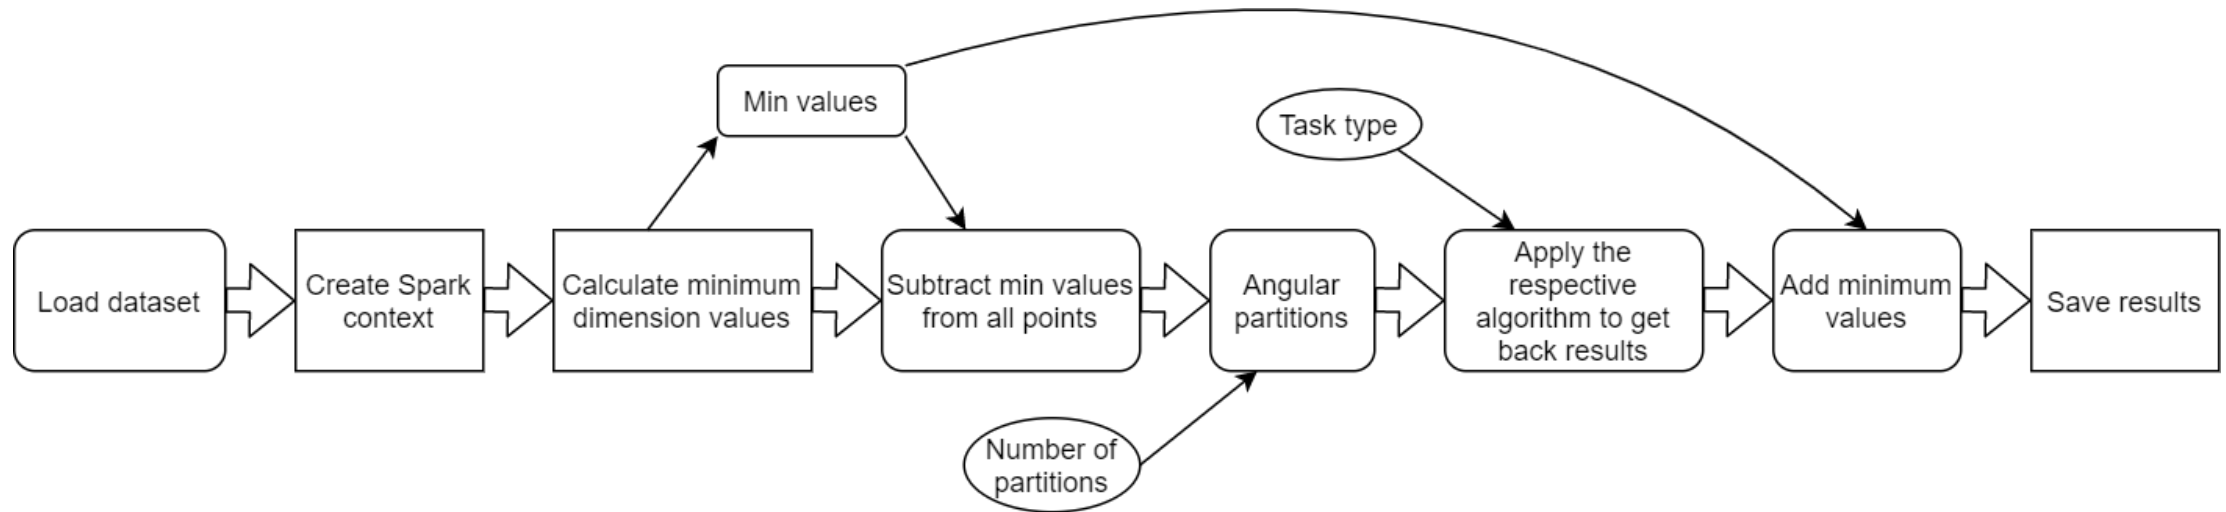 Min values
Task type
Load dataset
Create Spark
context
Calculate minimum
dimension values
Subtract min values
from all points
Angular
partitions
Apply the
respective
algorithm to get
back results
Add minimum
values
Save results
Number of
partitions